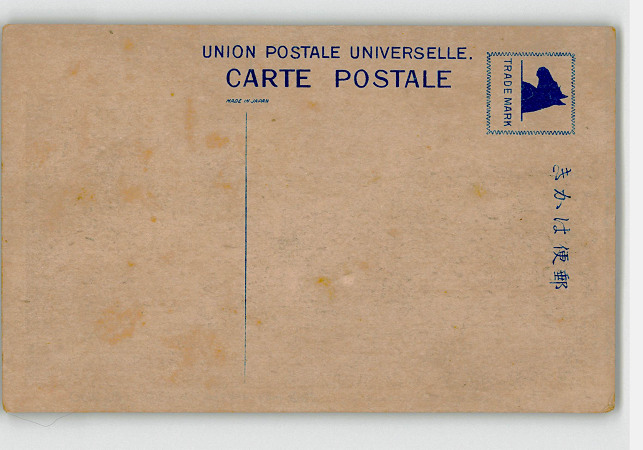 UNION POSTALE UNIVERSELLE.
CARTE POSTALE
MADE IN JAPAN
TRADE MARK
きかは便郵